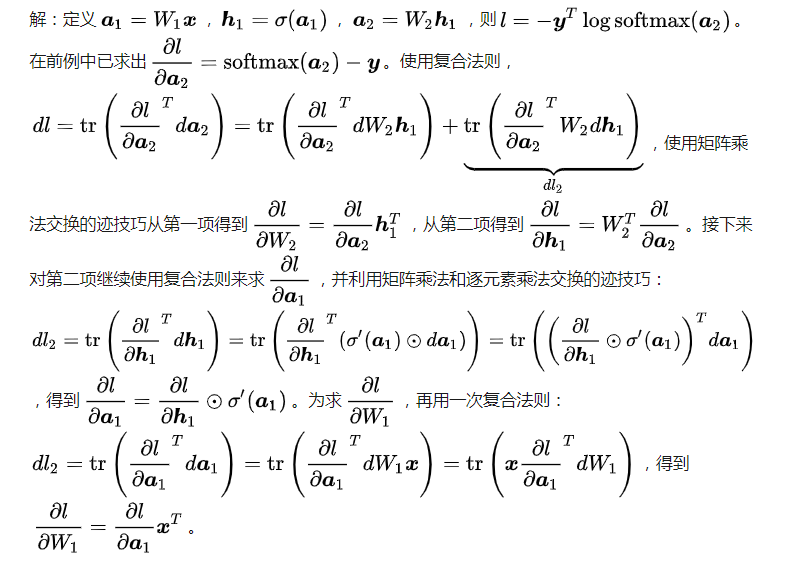 解：定义 $\boldsymbol{a}_1 = W_1\boldsymbol{x}$ ，$\boldsymbol{h}_1 = \sigma(\boldsymbol{a}_1)$ ，$\boldsymbol{a}_2 = W_2\boldsymbol{h}_1$ ，则 $l = -\boldsymbol{y}^T \log \text{softmax}(\boldsymbol{a}_2)$ 。
在前例中已求出 $\frac{\partial l}{\partial \boldsymbol{a}_2} = \text{softmax}(\boldsymbol{a}_2) - \boldsymbol{y}$。使用复合法则，
$dl = \text{tr}\left(\frac{\partial l}{\partial \boldsymbol{a}_2}^T d\boldsymbol{a}_2\right) = \text{tr}\left(\frac{\partial l}{\partial \boldsymbol{a}_2}^T dW_2\boldsymbol{h}_1\right) + \underbrace{\text{tr}\left(\frac{\partial l}{\partial \boldsymbol{a}_2}^T W_2 d\boldsymbol{h}_1\right)}_{dl_2}$ ，使用矩阵乘
法交换的迹技巧从第一项得到 $\frac{\partial l}{\partial W_2} = \frac{\partial l}{\partial \boldsymbol{a}_2}\boldsymbol{h}_1^T$ ，从第二项得到 $\frac{\partial l}{\partial \boldsymbol{h}_1} = W_2^T \frac{\partial l}{\partial \boldsymbol{a}_2}$ 。接下来
对第二项继续使用复合法则来求 $\frac{\partial l}{\partial \boldsymbol{a}_1}$ ，并利用矩阵乘法和逐元素乘法交换的迹技巧：
$dl_2 = \text{tr}\left(\frac{\partial l}{\partial \boldsymbol{h}_1}^T d\boldsymbol{h}_1\right) = \text{tr}\left(\frac{\partial l}{\partial \boldsymbol{h}_1}^T (\sigma'(\boldsymbol{a}_1) \odot d\boldsymbol{a}_1)\right) = \text{tr}\left(\left(\frac{\partial l}{\partial \boldsymbol{h}_1} \odot \sigma'(\boldsymbol{a}_1)\right)^T d\boldsymbol{a}_1\right)$
，得到 $\frac{\partial l}{\partial \boldsymbol{a}_1} = \frac{\partial l}{\partial \boldsymbol{h}_1} \odot \sigma'(\boldsymbol{a}_1)$ 。为求 $\frac{\partial l}{\partial W_1}$ ，再用一次复合法则：
$dl_2 = \text{tr}\left(\frac{\partial l}{\partial \boldsymbol{a}_1}^T d\boldsymbol{a}_1\right) = \text{tr}\left(\frac{\partial l}{\partial \boldsymbol{a}_1}^T dW_1\boldsymbol{x}\right) = \text{tr}\left(\boldsymbol{x}\frac{\partial l}{\partial \boldsymbol{a}_1}^T dW_1\right)$ ，得到
$\frac{\partial l}{\partial W_1} = \frac{\partial l}{\partial \boldsymbol{a}_1}\boldsymbol{x}^T$ 。